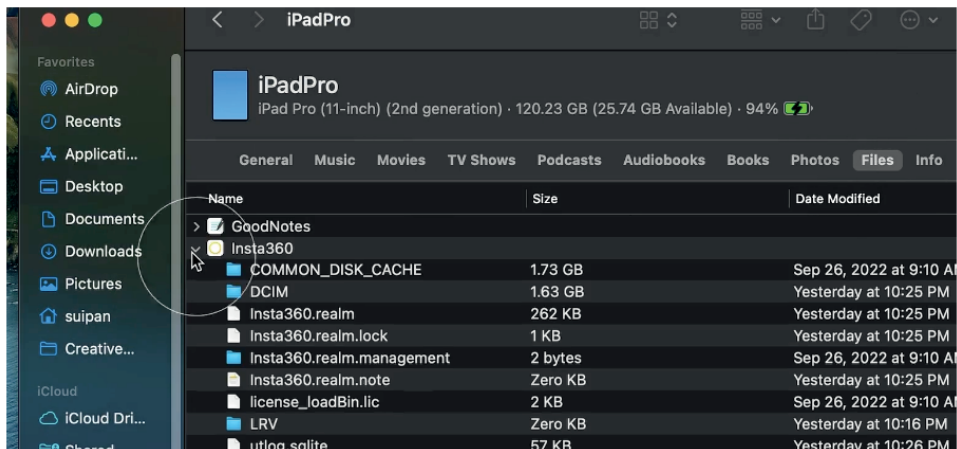 iPadPro
Favorites
AirDrop
Recents
Applicati...
Desktop
Documents
Downloads
Pictures
suipan
Creative...
iCloud
iCloud Dri...
Shared
iPadPro
iPad Pro (11-inch) (2nd generation) · 120.23 GB (25.74 GB Available) · 94%
General Music Movies TV Shows Podcasts Audiobooks Books Photos Files Info
Name Size Date Modified
GoodNotes
Insta360
COMMON_DISK_CACHE 1.73 GB Sep 26, 2022 at 9:10 AM
DCIM 1.63 GB Yesterday at 10:25 PM
Insta360.realm 262 KB Yesterday at 10:25 PM
Insta360.realm.lock 1 KB Yesterday at 10:25 PM
Insta360.realm.management 2 bytes Sep 26, 2022 at 9:10 AM
Insta360.realm.note Zero KB Yesterday at 10:25 PM
license_loadBin.lic 2 KB Sep 26, 2022 at 9:10 AM
LRV Zero KB Yesterday at 10:16 PM
utlog.sqlite 57 KB Yesterday at 10:26 PM